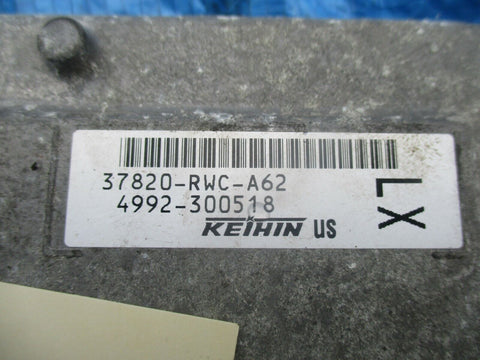 37820-RWC-A62
4992-300518
KEIHIN US
LX